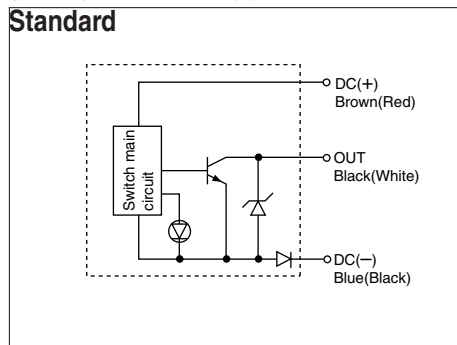 Standard
DC(+)
Brown(Red)
Switch main
circuit
OUT
Black(White)
DC(−)
Blue(Black)